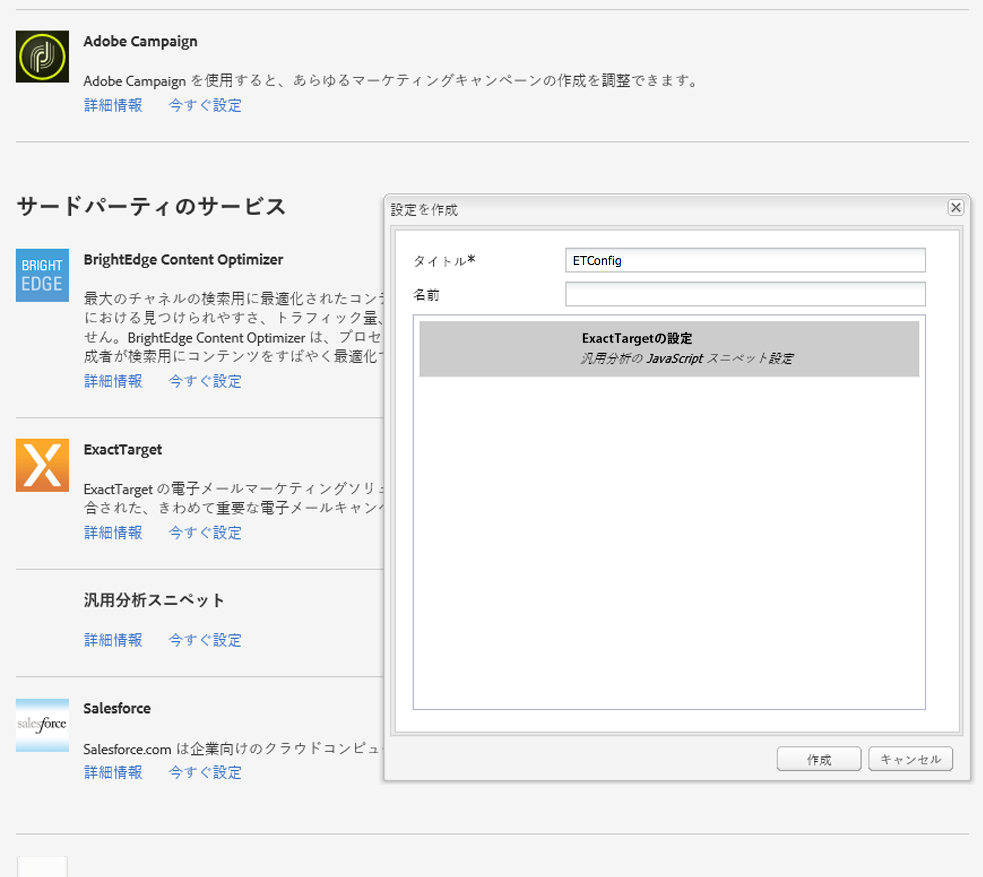 Adobe Campaign
Adobe Campaign を使用すると、あらゆるマーケティングキャンペーンの作成を調整できます。
詳細情報 今すぐ設定
サードパーティのサービス
BRIGHT
EDGE
BrightEdge Content Optimizer
最大のチャネルの検索用に最適化されたコンテ
における見つけられやすさ、トラフィック量、
せん。BrightEdge Content Optimizer は、プロセ
成者が検索用にコンテンツをすばやく最適化で
詳細情報 今すぐ設定
ExactTarget
ExactTarget の電子メールマーケティングソリュ
合された、きわめて重要な電子メールキャンペ
詳細情報 今すぐ設定
汎用分析スニペット
詳細情報 今すぐ設定
salesforce
Salesforce
Salesforce.com は企業向けのクラウドコンピュ
詳細情報 今すぐ設定
設定を作成
タイトル* ETConfig
名前
ExactTargetの設定
汎用分析の JavaScript スニペット設定
作成 キャンセル